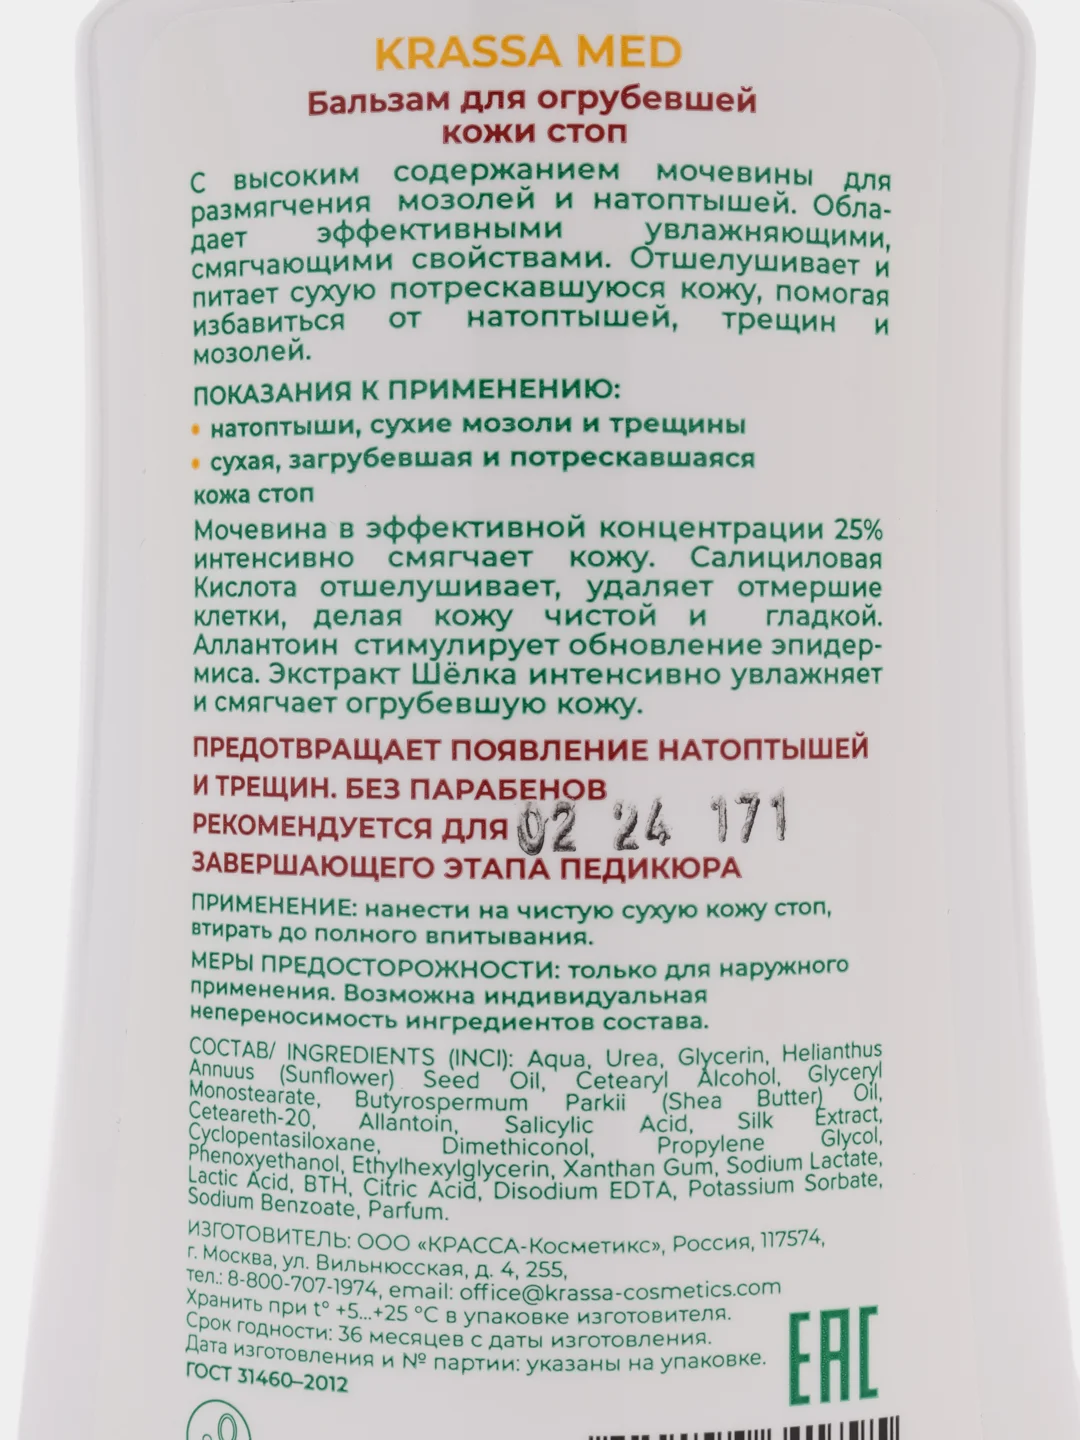 KRASSA MED
Бальзам для огрубевшей
кожи стоп
С высоким содержанием мочевины для
размягчения мозолей и натоптышей. Обла-
дает эффективными увлажняющими,
смягчающими свойствами. Отшелушивает и
питает сухую потрескавшуюся кожу, помогая
избавиться от натоптышей, трещин и
мозолей.
ПОКАЗАНИЯ К ПРИМЕНЕНИЮ:
• натоптыши, сухие мозоли и трещины
• сухая, загрубевшая и потрескавшаяся
кожа стоп
Мочевина в эффективной концентрации 25%
интенсивно смягчает кожу. Салициловая
Кислота отшелушивает, удаляет отмершие
клетки, делая кожу чистой и гладкой.
Аллантоин стимулирует обновление эпидер-
миса. Экстракт Шёлка интенсивно увлажняет
и смягчает огрубевшую кожу.
ПРЕДОТВРАЩАЕТ ПОЯВЛЕНИЕ НАТОПТЫШЕЙ
И ТРЕЩИН. БЕЗ ПАРАБЕНОВ
РЕКОМЕНДУЕТСЯ ДЛЯ 02 24 171
ЗАВЕРШАЮЩЕГО ЭТАПА ПЕДИКЮРА
ПРИМЕНЕНИЕ: нанести на чистую сухую кожу стоп,
втирать до полного впитывания.
МЕРЫ ПРЕДОСТОРОЖНОСТИ: только для наружного
применения. Возможна индивидуальная
непереносимость ингредиентов состава.
СОСТАВ/ INGREDIENTS (INCI): Aqua, Urea, Glycerin, Helianthus
Annuus (Sunflower) Seed Oil, Cetearyl Alcohol, Glyceryl
Monostearate, Butyrospermum Parkii (Shea Butter) Oil,
Ceteareth-20, Allantoin, Salicylic Acid, Silk Extract,
Cyclopentasiloxane, Dimethiconol, Propylene Glycol,
Phenoxyethanol, Ethylhexylglycerin, Xanthan Gum, Sodium Lactate,
Lactic Acid, BTH, Citric Acid, Disodium EDTA, Potassium Sorbate,
Sodium Benzoate, Parfum.
ИЗГОТОВИТЕЛЬ: ООО «КРАССА-Косметикс», Россия, 117574,
г. Москва, ул. Вильнюсская, д. 4, 255,
тел.: 8-800-707-1974, email: office@krassa-cosmetics.com
Хранить при t° +5...+25 °C в упаковке изготовителя.
Срок годности: 36 месяцев с даты изготовления.
Дата изготовления и № партии: указаны на упаковке.
ГОСТ 31460–2012
EAC